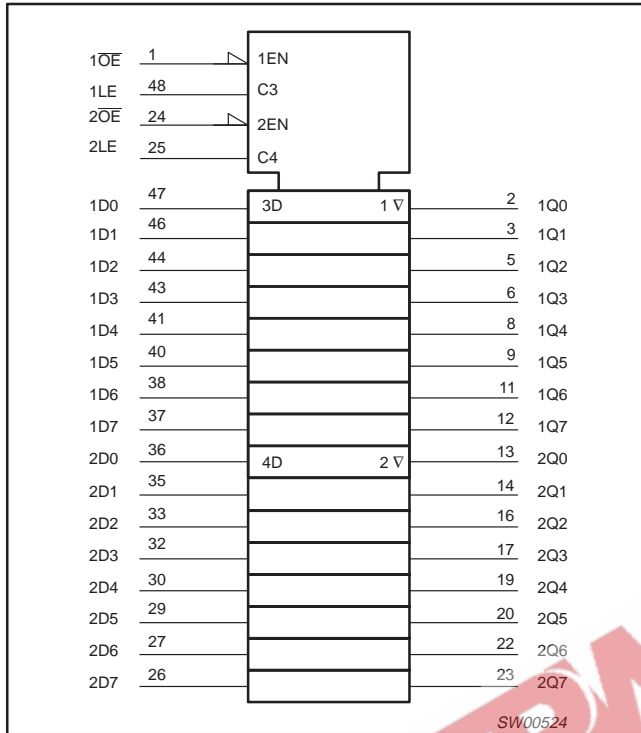 1O̅E̅ 1 1EN
1LE 48 C3
2O̅E̅ 24 2EN
2LE 25 C4
1D0 47 3D 1 ∇ 2 1Q0
1D1 46 3 1Q1
1D2 44 5 1Q2
1D3 43 6 1Q3
1D4 41 8 1Q4
1D5 40 9 1Q5
1D6 38 11 1Q6
1D7 37 12 1Q7
2D0 36 4D 2 ∇ 13 2Q0
2D1 35 14 2Q1
2D2 33 16 2Q2
2D3 32 17 2Q3
2D4 30 19 2Q4
2D5 29 20 2Q5
2D6 27 22 2Q6
2D7 26 23 2Q7
SW00524